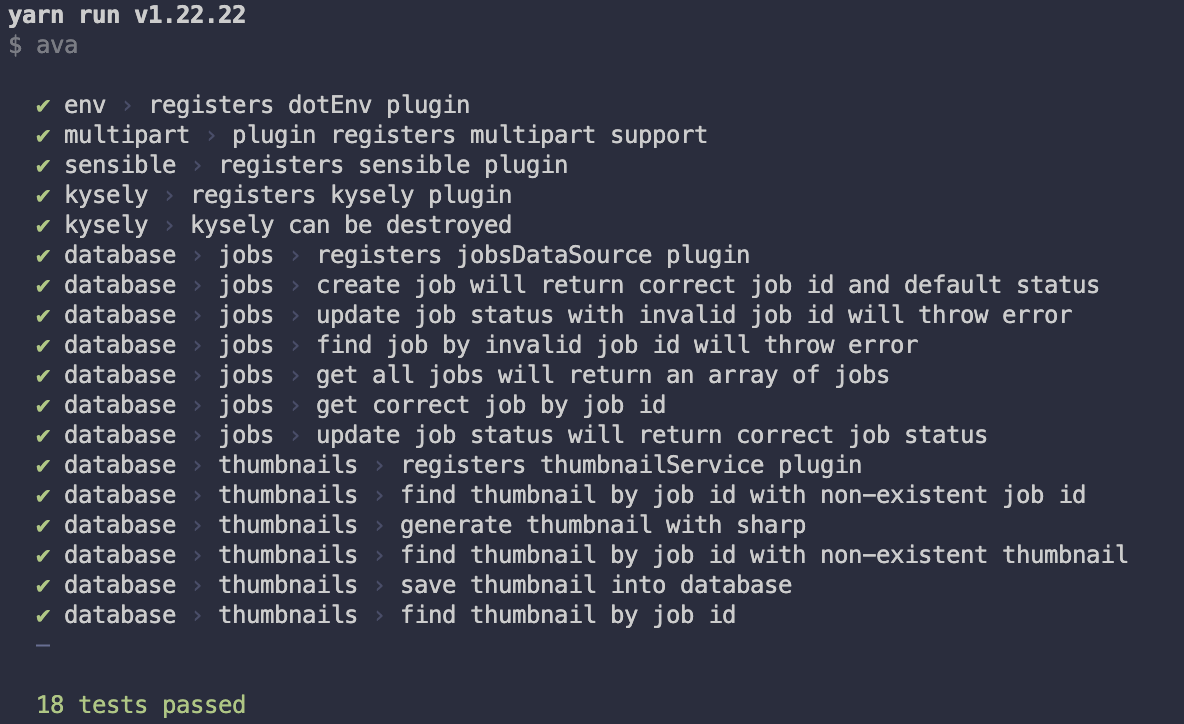 yarn run v1.22.22
$ ava
✔ env › registers dotEnv plugin
✔ multipart › plugin registers multipart support
✔ sensible › registers sensible plugin
✔ kysely › registers kysely plugin
✔ kysely › kysely can be destroyed
✔ database › jobs › registers jobsDataSource plugin
✔ database › jobs › create job will return correct job id and default status
✔ database › jobs › update job status with invalid job id will throw error
✔ database › jobs › find job by invalid job id will throw error
✔ database › jobs › get all jobs will return an array of jobs
✔ database › jobs › get correct job by job id
✔ database › jobs › update job status will return correct job status
✔ database › thumbnails › registers thumbnailService plugin
✔ database › thumbnails › find thumbnail by job id with non-existent job id
✔ database › thumbnails › generate thumbnail with sharp
✔ database › thumbnails › find thumbnail by job id with non-existent thumbnail
✔ database › thumbnails › save thumbnail into database
✔ database › thumbnails › find thumbnail by job id
─
18 tests passed